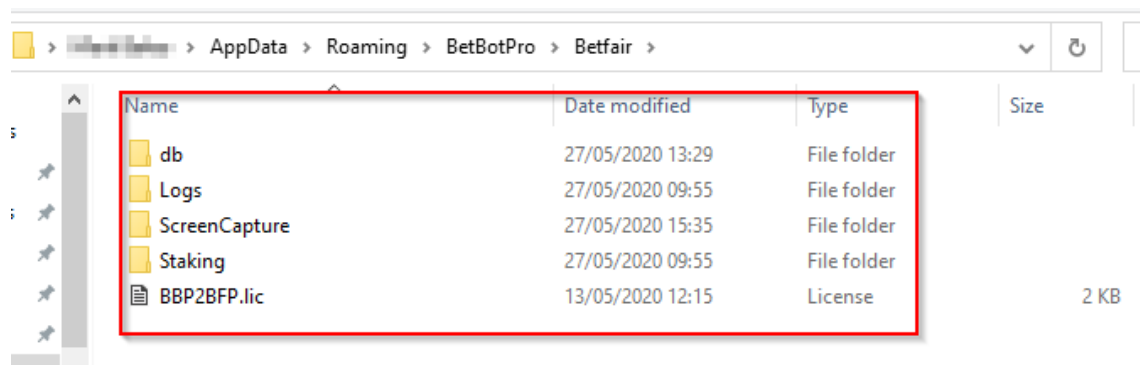 AppData > Roaming > BetBotPro > Betfair >
Name Date modified Type Size
db 27/05/2020 13:29 File folder
Logs 27/05/2020 09:55 File folder
ScreenCapture 27/05/2020 15:35 File folder
Staking 27/05/2020 09:55 File folder
BBP2BFP.lic 13/05/2020 12:15 License 2 KB